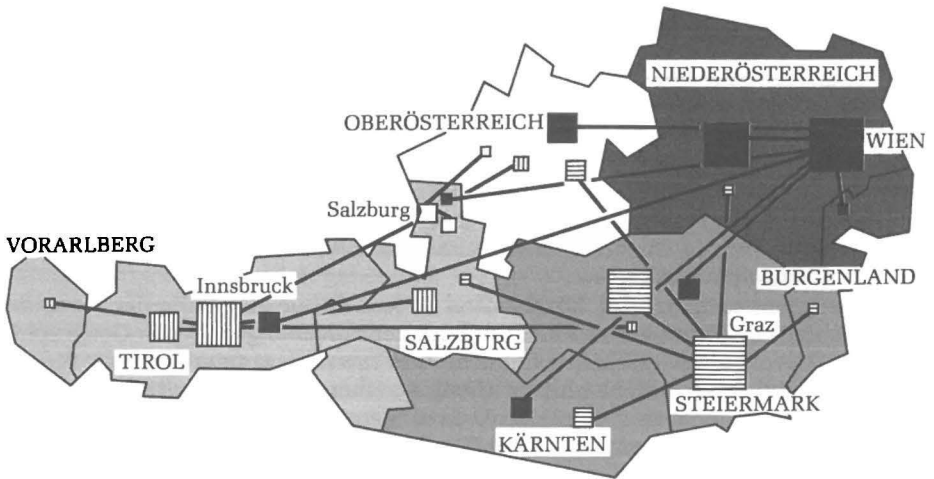 NIEDERÖSTERREICH
OBERÖSTERREICH
WIEN
Salzburg
VORARLBERG
Innsbruck
BURGENLAND
Graz
SALZBURG
TIROL
STEIERMARK
KÄRNTEN